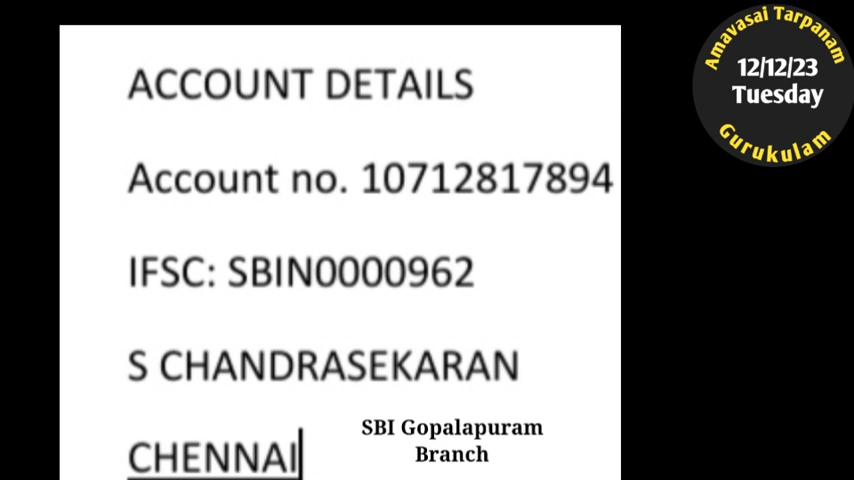 ACCOUNT DETAILS
Account no. 10712817894
IFSC: SBIN0000962
S CHANDRASEKARAN
CHENNAI
SBI Gopalapuram
Branch
Amavasai Tarpanam
12/12/23
Tuesday
Gurukulam